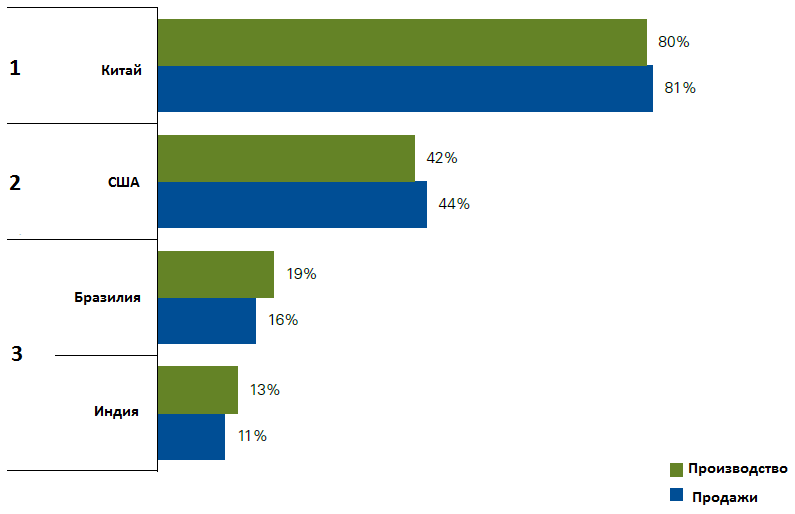 1
Китай
80%
81%
2
США
42%
44%
3
Бразилия
19%
16%
Индия
13%
11%
Производство
Продажи